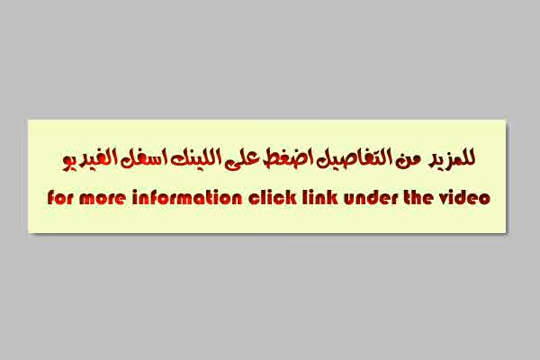 للمزيد من التفاصيل اضغط على اللينك اسفل الفيديو
for more information click link under the video